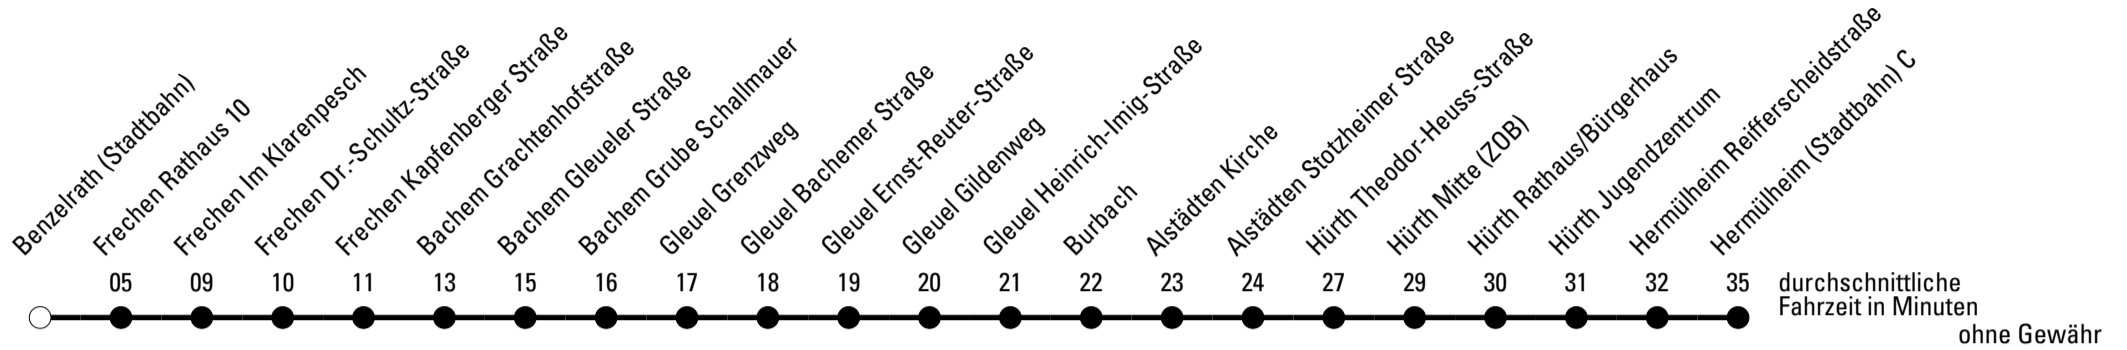 Benzelrath (Stadtbahn)
Frechen Rathaus 10
Frechen Im Klarenpesch
Frechen Dr.-Schultz-Straße
Frechen Kapfenberger Straße
Bachem Grachtenhofstraße
Bachem Gleueler Straße
Bachem Grube Schallmauer
Gleuel Grenzweg
Gleuel Bachemer Straße
Gleuel Ernst-Reuter-Straße
Gleuel Gildenweg
Gleuel Heinrich-Imig-Straße
Burbach
Alstädten Kirche
Alstädten Stotzheimer Straße
Hürth Theodor-Heuss-Straße
Hürth Mitte (ZOB)
Hürth Rathaus/Bürgerhaus
Hürth Jugendzentrum
Hermülheim Reifferscheidstraße
Hermülheim (Stadtbahn) C
05 09 10 11 13 15 16 17 18 19 20 21 22 23 24 27 29 30 31 32 35 durchschnittliche
Fahrzeit in Minuten
ohne Gewähr